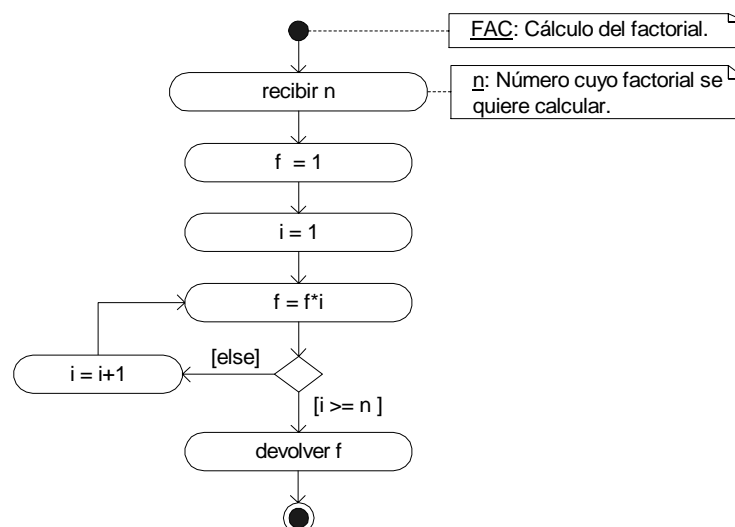 FAC: Cálculo del factorial.
recibir n
n: Número cuyo factorial se
quiere calcular.
f = 1
i = 1
f = f*i
[else]
i = i+1
[i >= n ]
devolver f